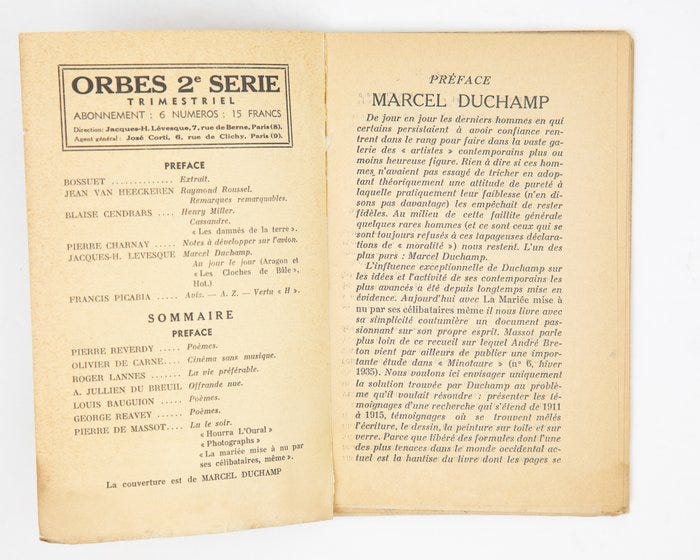 ORBES 2e SERIE
TRIMESTRIEL
ABONNEMENT : 6 NUMEROS : 15 FRANCS
Direction: Jacques-H. Lévesque, 7, rue de Berne, Paris (8).
Agent général: José Corti, 6, rue de Clichy, Paris (9).
PREFACE
BOSSUET .............. Extrait.
JEAN VAN HEECKEREN Raymond Roussel.
Remarques remarquables.
BLAISE CENDRARS .... Henry Miller.
Cassandre.
« Les damnés de la terre ».
PIERRE CHARNAY ..... Notes à développer sur l'avion.
JACQUES-H. LEVESQUE Marcel Duchamp.
Au jour le jour (Aragon et
« Les Cloches de Bâle »,
Hot.)
FRANCIS PICABIA .... Avis. — A. Z. — Vertu « H ».
SOMMAIRE
PREFACE
PIERRE REVERDY ..... Poèmes.
OLIVIER DE CARNE.... Cinéma sans musique.
ROGER LANNES ....... La vie préférable.
A. JULLIEN DU BREUIL Offrande nue.
LOUIS BAUGUION ..... Poèmes.
GEORGE REAVEY ...... Poèmes.
PIERRE DE MASSOT.... Lu le soir.
« Hourra L'Oural »
« Photographs »
« La mariée mise à nu par
ses célibataires, même ».
La couverture est de MARCEL DUCHAMP
PRÉFACE
MARCEL DUCHAMP
De jour en jour les derniers hommes en qui
certains persistaient à avoir confiance ren-
trent dans le rang pour faire dans la vaste ga-
lerie des « artistes » contemporains plus ou
moins heureuse figure. Rien à dire si ces hom-
mes n'avaient pas essayé de tricher en adop-
tant théoriquement une attitude de pureté à
laquelle pratiquement leur faiblesse (n'en di-
sons pas davantage) les empêchait de rester
fidèles. Au milieu de cette faillite générale
quelques rares hommes (et ce sont ceux qui se
sont toujours refusés à ces tapageuses déclara-
tions de « moralité ») nous restent. L'un des
plus purs : Marcel Duchamp.
L'influence exceptionnelle de Duchamp sur
les idées et l'activité de ses contemporains les
plus avancés a été depuis longtemps mise en
évidence. Aujourd'hui avec La Mariée mise à
nu par ses célibataires même il nous livre avec
sa simplicité coutumière un document pas-
sionnant sur son propre esprit. Massot parle
plus loin de ce recueil sur lequel André Bre-
ton vient par ailleurs de publier une impor-
tante étude dans « Minotaure » (n° 6, hiver
1935). Nous voulons ici envisager uniquement
la solution trouvée par Duchamp au problè-
me qu'il voulait résoudre : présenter les té-
moignages d'une recherche qui s'étend de 1911
à 1915, témoignages où se trouvent mêlés
l'écriture, le dessin, la peinture sur toile et sur
verre. Parce que libéré des formules dont l'une
des plus tenaces dans le monde occidental ac-
tuel est la hantise du livre dont les pages se